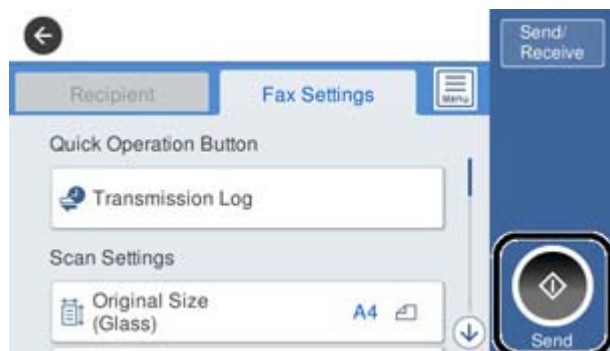 Send/
Receive
Recipient
Fax Settings
Menu
Quick Operation Button
Transmission Log
Scan Settings
Original Size
(Glass)
A4
Send